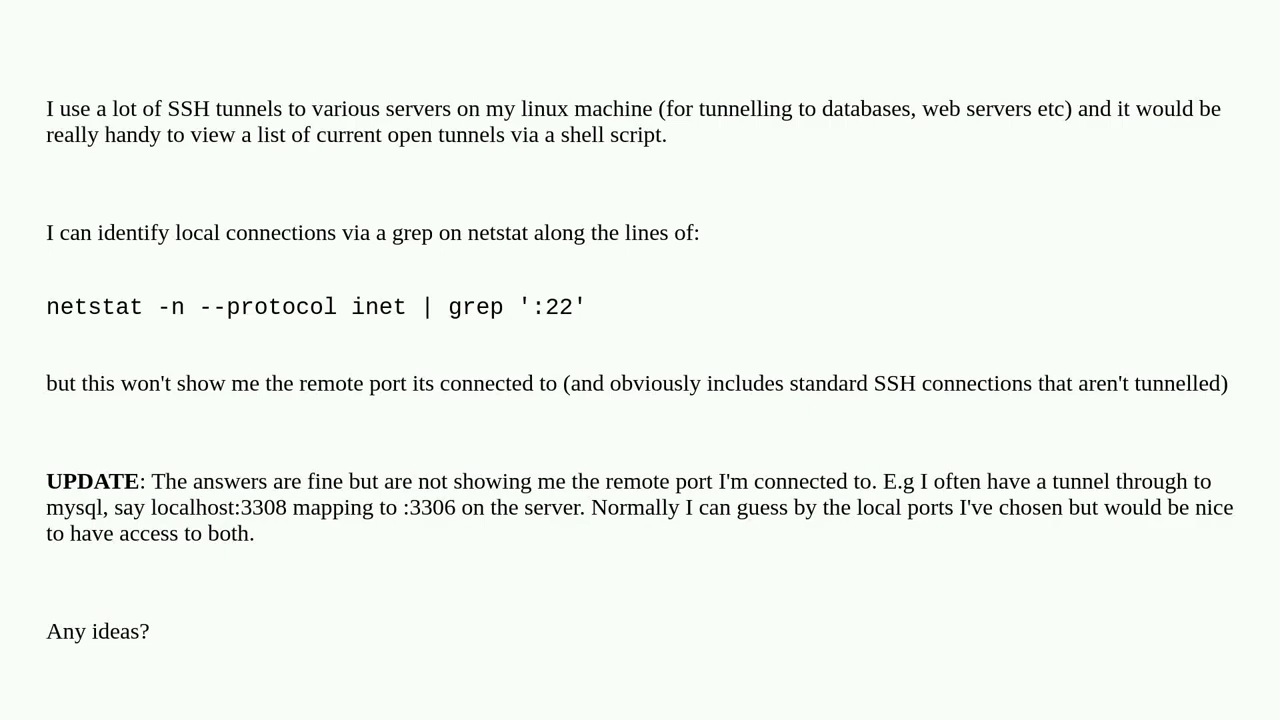 I use a lot of SSH tunnels to various servers on my linux machine (for tunnelling to databases, web servers etc) and it would be
really handy to view a list of current open tunnels via a shell script.
I can identify local connections via a grep on netstat along the lines of:
netstat -n --protocol inet | grep ':22'
but this won't show me the remote port its connected to (and obviously includes standard SSH connections that aren't tunnelled)
UPDATE: The answers are fine but are not showing me the remote port I'm connected to. E.g I often have a tunnel through to
mysql, say localhost:3308 mapping to :3306 on the server. Normally I can guess by the local ports I've chosen but would be nice
to have access to both.
Any ideas?